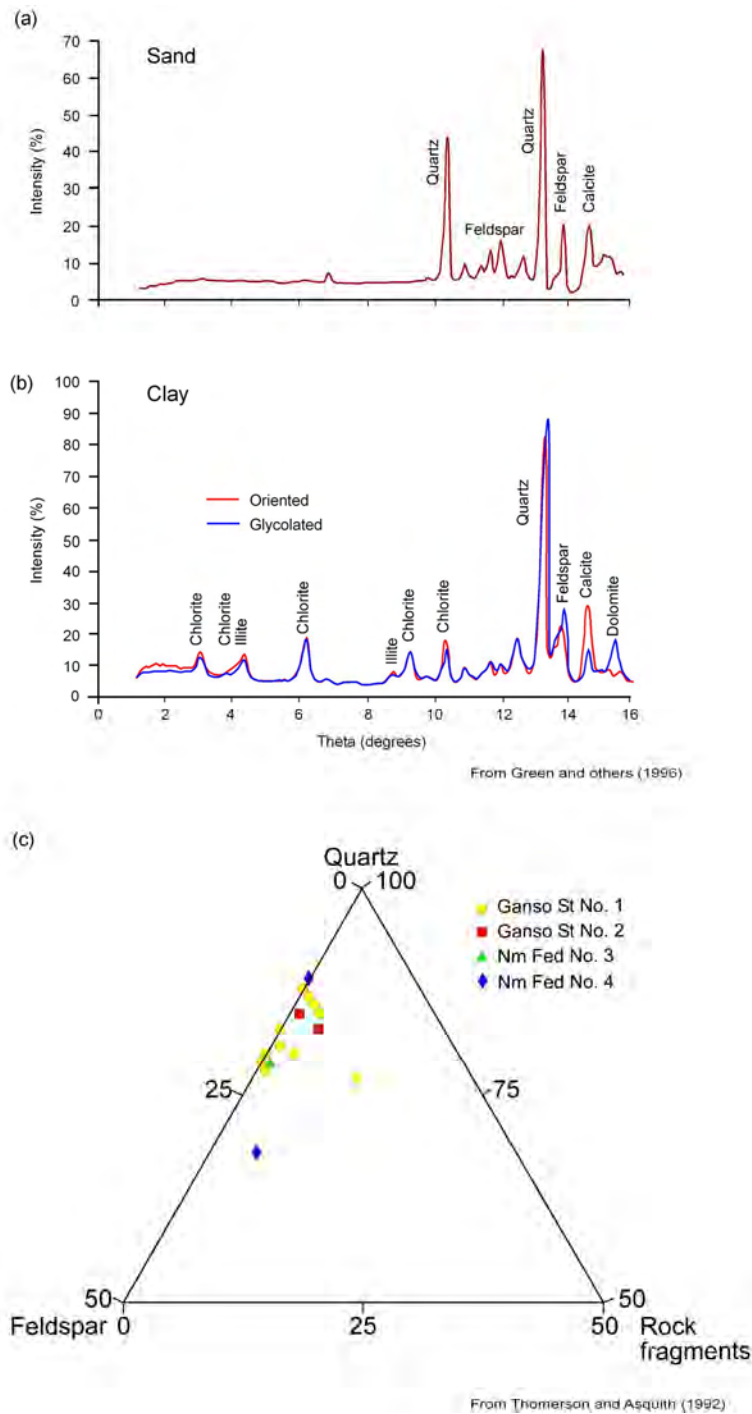 (a)
Sand
70
60
50
40
30
20
10
0
Intensity (%)
Quartz
Feldspar
Quartz
Feldspar
Calcite
(b)
Clay
100
90
80
70
60
50
40
30
20
10
0
Intensity (%)
Oriented
Glycolated
Chlorite
Chlorite
Illite
Chlorite
Illite
Chlorite
Chlorite
Quartz
Feldspar
Calcite
Dolomite
0 2 4 6 8 10 12 14 16
Theta (degrees)
From Green and others (1996)
(c)
Quartz
0 100
Ganso St No. 1
Ganso St No. 2
Nm Fed No. 3
Nm Fed No. 4
25 75
50 50
Feldspar 0 25 50 Rock
fragments
From Thomerson and Asquith (1992)